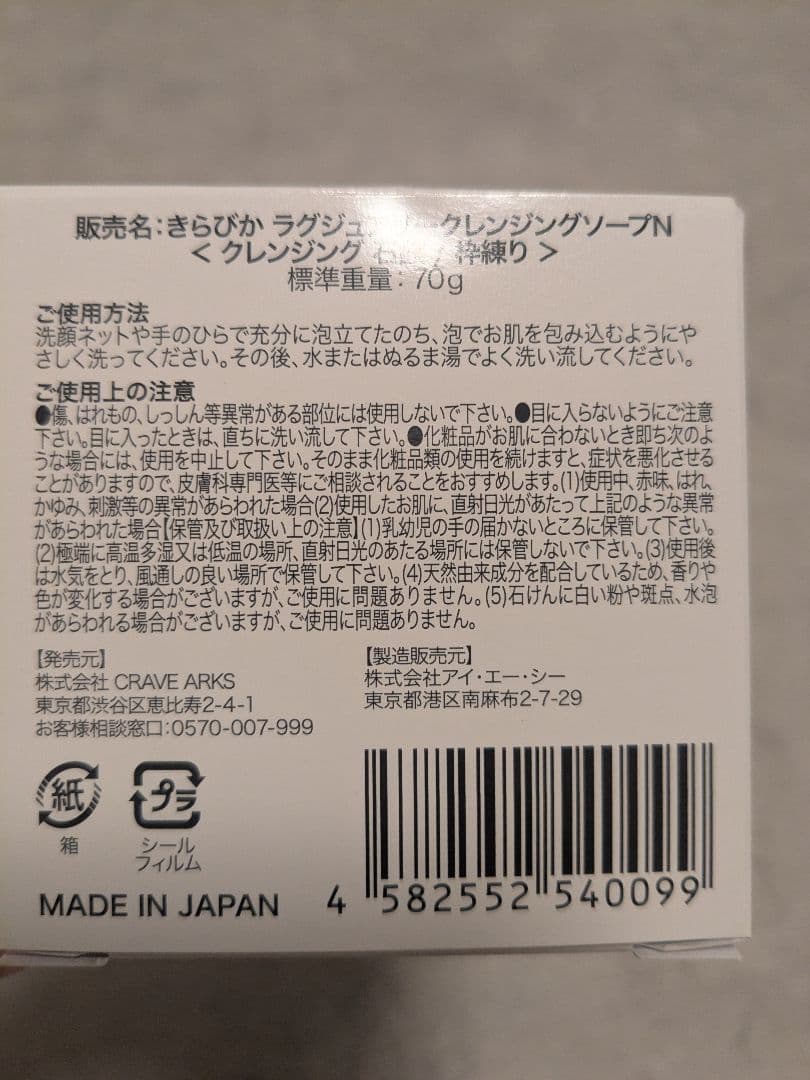 販売名：きらびか ラグジュ ークレンジングソープN
＜ クレンジング 枠練り ＞
標準重量：70g
ご使用方法
洗顔ネットや手のひらで充分に泡立てたのち、泡でお肌を包み込むようにや
さしく洗ってください。その後、水またはぬるま湯でよく洗い流してください。
ご使用上の注意
●傷、はれもの、しっしん等異常がある部位には使用しないで下さい。●目に入らないようにご注意
下さい。目に入ったときは、直ちに洗い流して下さい。●化粧品がお肌に合わないとき即ち次のよ
うな場合には、使用を中止して下さい。そのまま化粧品類の使用を続けますと、症状を悪化させる
ことがありますので、皮膚科専門医等にご相談されることをおすすめします。(1)使用中、赤味、はれ、
かゆみ、刺激等の異常があらわれた場合(2)使用したお肌に、直射日光があたって上記のような異常
があらわれた場合【保管及び取扱い上の注意】(1)乳幼児の手の届かないところに保管して下さい。
(2)極端に高温多湿又は低温の場所、直射日光のあたる場所には保管しないで下さい。(3)使用後
は水気をとり、風通しの良い場所で保管して下さい。(4)天然由来成分を配合しているため、香りや
色が変化する場合がございますが、ご使用に問題ありません。(5)石けんに白い粉や斑点、水泡
があらわれる場合がございますが、ご使用に問題ありません。
【発売元】
株式会社 CRAVE ARKS
東京都渋谷区恵比寿2-4-1
お客様相談窓口：0570-007-999
【製造販売元】
株式会社アイ・エー・シー
東京都港区南麻布2-7-29
紙
箱
プラ
シール
フィルム
MADE IN JAPAN
4 582552 540099